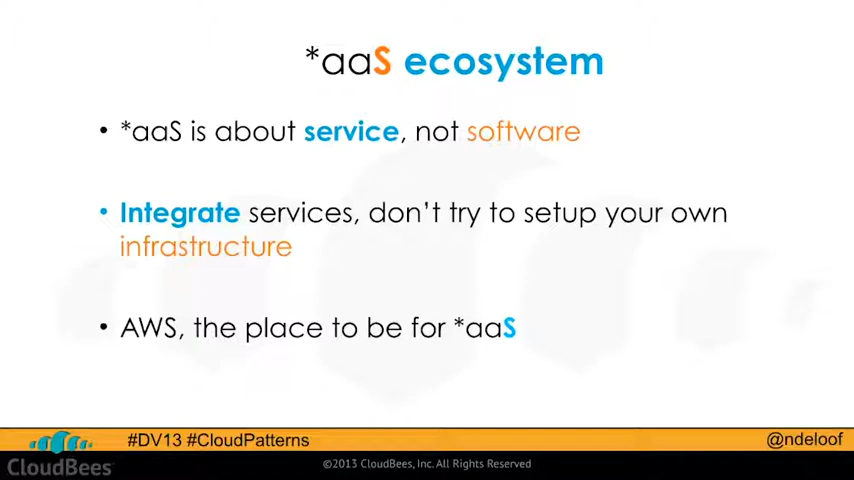 *aaS ecosystem
• *aaS is about service, not software
• Integrate services, don't try to setup your own
infrastructure
• AWS, the place to be for *aaS
#DV13 #CloudPatterns
@ndeloof
CloudBees
©2013 CloudBees, Inc. All Rights Reserved